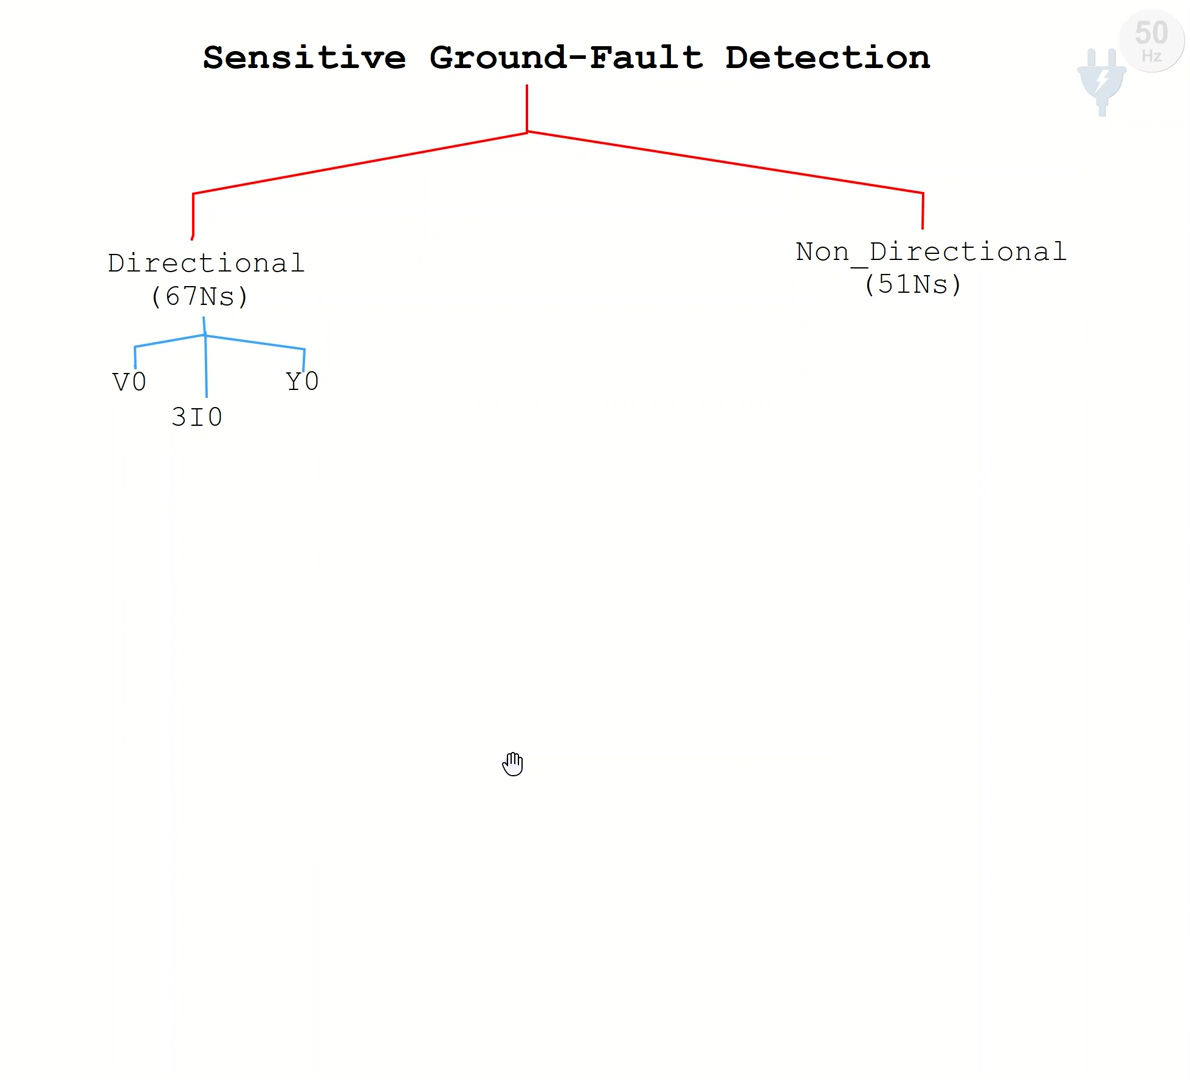 Sensitive Ground-Fault Detection
50
Hz
Directional
(67Ns)
Non_Directional
(51Ns)
V0
3I0
Y0